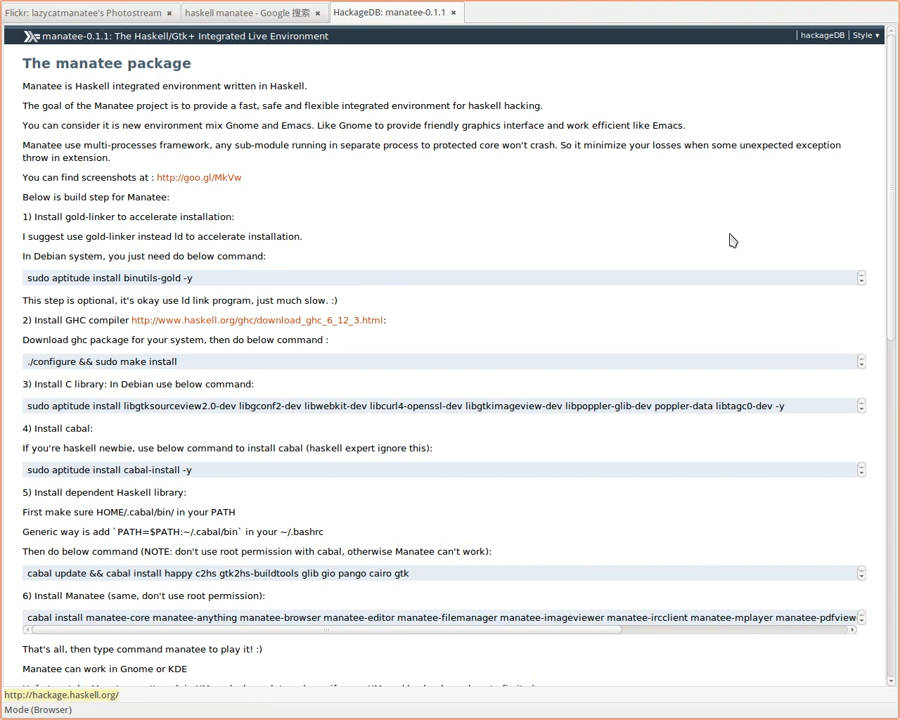 Flickr: lazycatmanatee's Photostream
haskell manatee - Google 搜索
HackageDB: manatee-0.1.1
manatee-0.1.1: The Haskell/Gtk+ Integrated Live Environment
hackageDB
Style ▾
The manatee package
Manatee is Haskell integrated environment written in Haskell.
The goal of the Manatee project is to provide a fast, safe and flexible integrated environment for haskell hacking.
You can consider it is new environment mix Gnome and Emacs. Like Gnome to provide friendly graphics interface and work efficient like Emacs.
Manatee use multi-processes framework, any sub-module running in separate process to protected core won't crash. So it minimize your losses when some unexpected exception
throw in extension.
You can find screenshots at : http://goo.gl/MkVw
Below is build step for Manatee:
1) Install gold-linker to accelerate installation:
I suggest use gold-linker instead ld to accelerate installation.
In Debian system, you just need do below command:
sudo aptitude install binutils-gold -y
This step is optional, it's okay use ld link program, just much slow. :)
2) Install GHC compiler http://www.haskell.org/ghc/download_ghc_6_12_3.html:
Download ghc package for your system, then do below command :
./configure && sudo make install
3) Install C library: In Debian use below command:
sudo aptitude install libgtksourceview2.0-dev libgconf2-dev libwebkit-dev libcurl4-openssl-dev libgtkimageview-dev libpoppler-glib-dev poppler-data libtagc0-dev -y
4) Install cabal:
If you're haskell newbie, use below command to install cabal (haskell expert ignore this):
sudo aptitude install cabal-install -y
5) Install dependent Haskell library:
First make sure HOME/.cabal/bin/ in your PATH
Generic way is add `PATH=$PATH:~/.cabal/bin` in your ~/.bashrc
Then do below command (NOTE: don't use root permission with cabal, otherwise Manatee can't work):
cabal update && cabal install happy c2hs gtk2hs-buildtools glib gio pango cairo gtk
6) Install Manatee (same, don't use root permission):
cabal install manatee-core manatee-anything manatee-browser manatee-editor manatee-filemanager manatee-imageviewer manatee-ircclient manatee-mplayer manatee-pdfview
That's all, then type command manatee to play it! :)
Manatee can work in Gnome or KDE
http://hackage.haskell.org/
Mode (Browser)